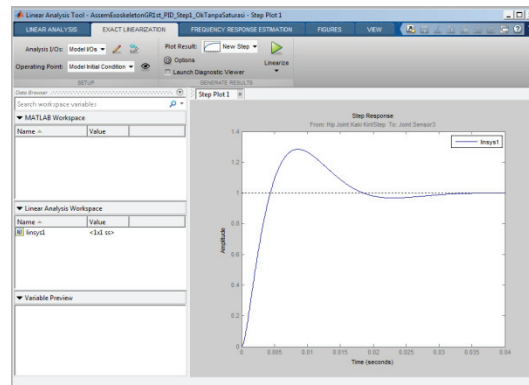 Linear Analysis Tool - AssemEksoskeletonGR1st_PID_Step1_OkTanpaSaturasi - Step Plot 1
LINEAR ANALYSIS EXACT LINEARIZATION FREQUENCY RESPONSE ESTIMATION FIGURES VIEW
Analysis I/Os: Model I/Os
Operating Point: Model Initial Condition
Plot Result: New Step
Options
Launch Diagnostic Viewer
Linearize
SETUP GENERATE RESULTS
Data Browser
Search workspace variables
MATLAB Workspace
Name Value
Linear Analysis Workspace
Name Value
linsys1 <1x1 ss>
Variable Preview
Step Plot 1
Step Response
From: Hip Joint Kaki Kiri/Step To: Joint Sensor3
linsys1
Amplitude
1.4
1.2
1
0.8
0.6
0.4
0.2
0
0 0.005 0.01 0.015 0.02 0.025 0.03 0.035 0.04
Time (seconds)